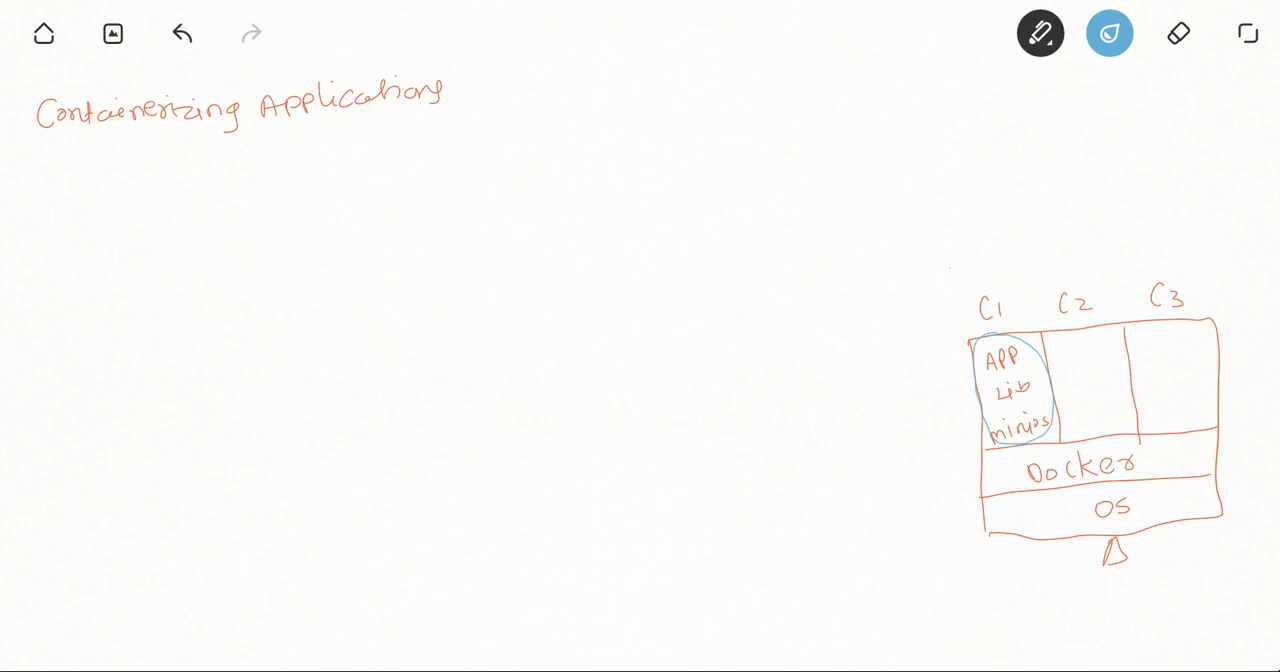 Containerizing Applications
C1 C2 C3
APP
Lib
minios
Docker
OS